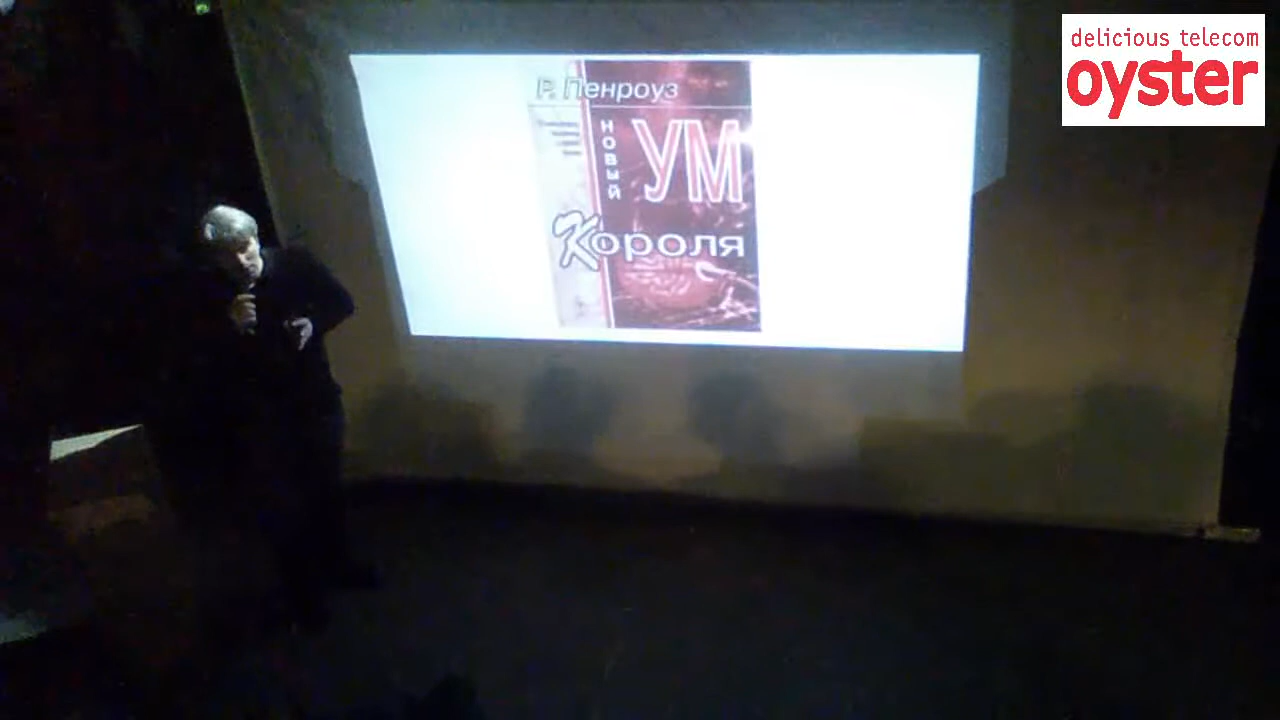 delicious telecom
oyster
Р. Пенроуз
новый
УМ
Короля